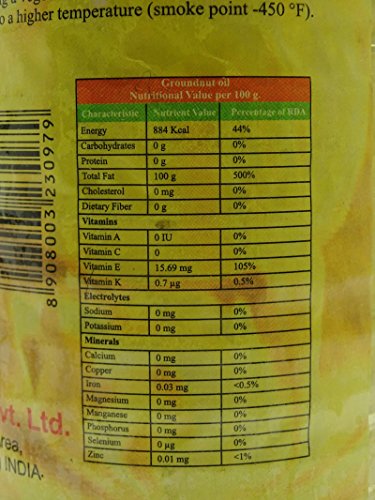 to a higher temperature (smoke point -450 °F).
8 908003 230979
Groundnut oil
Nutritional Value per 100 g.
Characteristic Nutrient Value Percentage of RDA
Energy 884 Kcal 44%
Carbohydrates 0 g 0%
Protein 0 g 0%
Total Fat 100 g 500%
Cholesterol 0 mg 0%
Dietary Fiber 0 g 0%
Vitamins
Vitamin A 0 IU 0%
Vitamin C 0 0%
Vitamin E 15.69 mg 105%
Vitamin K 0.7 µg 0.5%
Electrolytes
Sodium 0 mg 0%
Potassium 0 mg 0%
Minerals
Calcium 0 mg 0%
Copper 0 mg 0%
Iron 0.03 mg <0.5%
Magnesium 0 mg 0%
Manganese 0 mg 0%
Phosphorus 0 mg 0%
Selenium 0 µg 0%
Zinc 0.01 mg <1%
vt. Ltd.
rea,
INDIA.